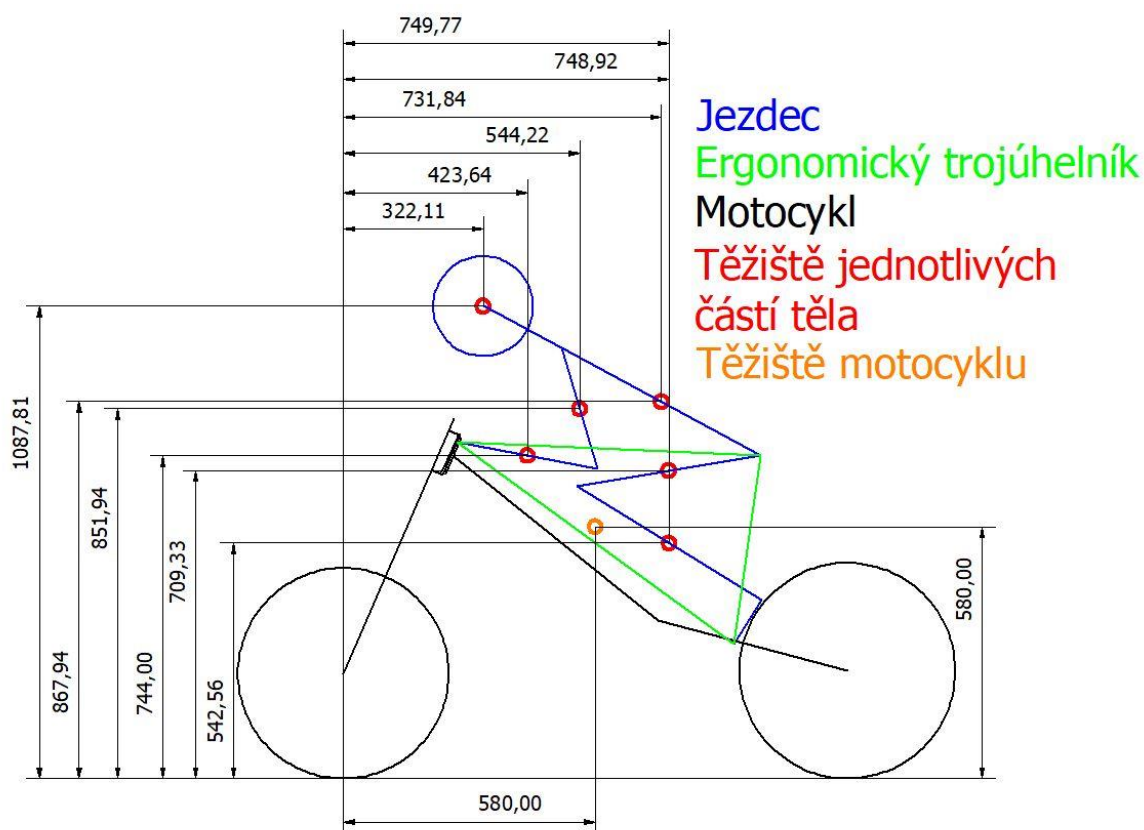 749,77
748,92
731,84
544,22
423,64
322,11
Jezdec
Ergonomický trojúhelník
Motocykl
Těžiště jednotlivých
částí těla
Těžiště motocyklu
1087,81
867,94
851,94
744,00
709,33
542,56
580,00
580,00